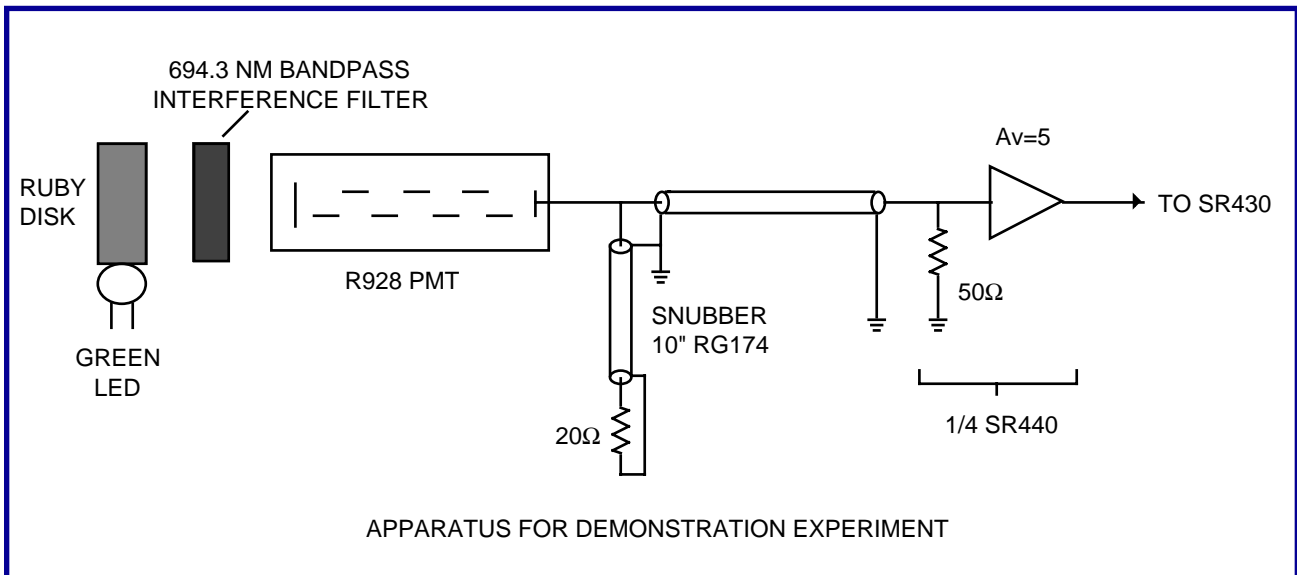 694.3 NM BANDPASS
INTERFERENCE FILTER
Av=5
RUBY
DISK
TO SR430
R928 PMT
50Ω
SNUBBER
10" RG174
GREEN
LED
20Ω
1/4 SR440
APPARATUS FOR DEMONSTRATION EXPERIMENT